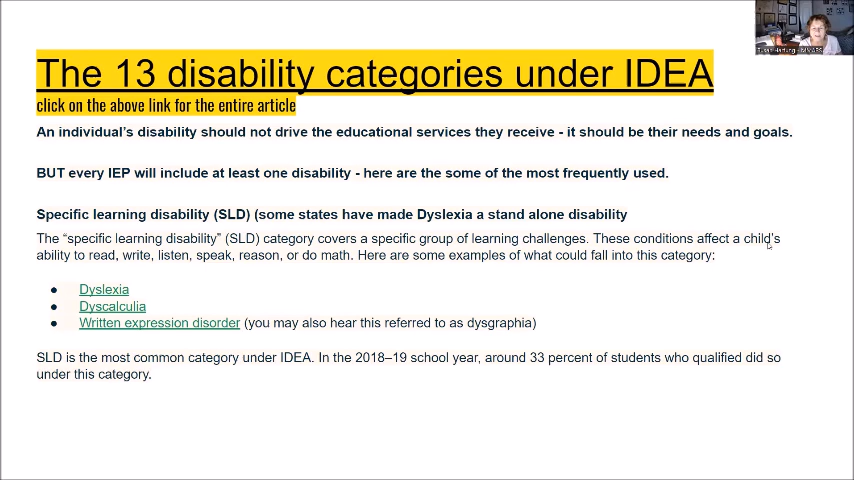 The 13 disability categories under IDEA
click on the above link for the entire article
An individual's disability should not drive the educational services they receive - it should be their needs and goals.
BUT every IEP will include at least one disability - here are the some of the most frequently used.
Specific learning disability (SLD) (some states have made Dyslexia a stand alone disability
The “specific learning disability” (SLD) category covers a specific group of learning challenges. These conditions affect a child's
ability to read, write, listen, speak, reason, or do math. Here are some examples of what could fall into this category:
● Dyslexia
● Dyscalculia
● Written expression disorder (you may also hear this referred to as dysgraphia)
SLD is the most common category under IDEA. In the 2018–19 school year, around 33 percent of students who qualified did so
under this category.